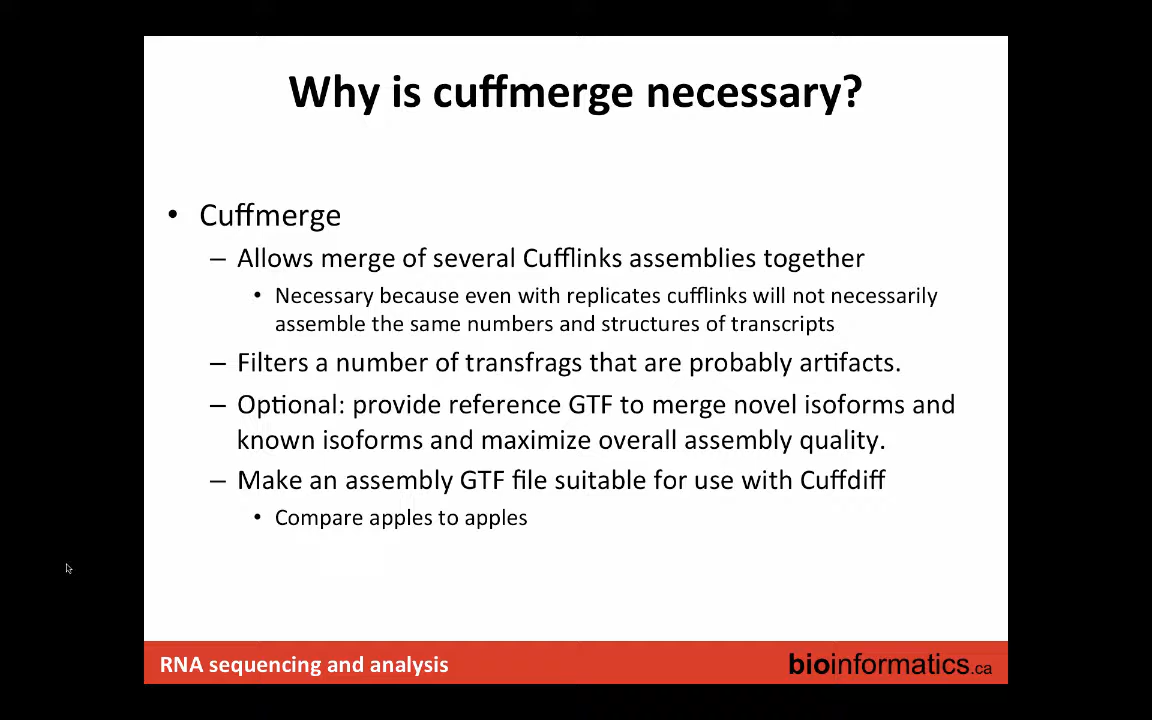 Why is cuffmerge necessary?
• Cuffmerge
– Allows merge of several Cufflinks assemblies together
• Necessary because even with replicates cufflinks will not necessarily
assemble the same numbers and structures of transcripts
– Filters a number of transfrags that are probably artifacts.
– Optional: provide reference GTF to merge novel isoforms and
known isoforms and maximize overall assembly quality.
– Make an assembly GTF file suitable for use with Cuffdiff
• Compare apples to apples
RNA sequencing and analysis
bioinformatics.ca